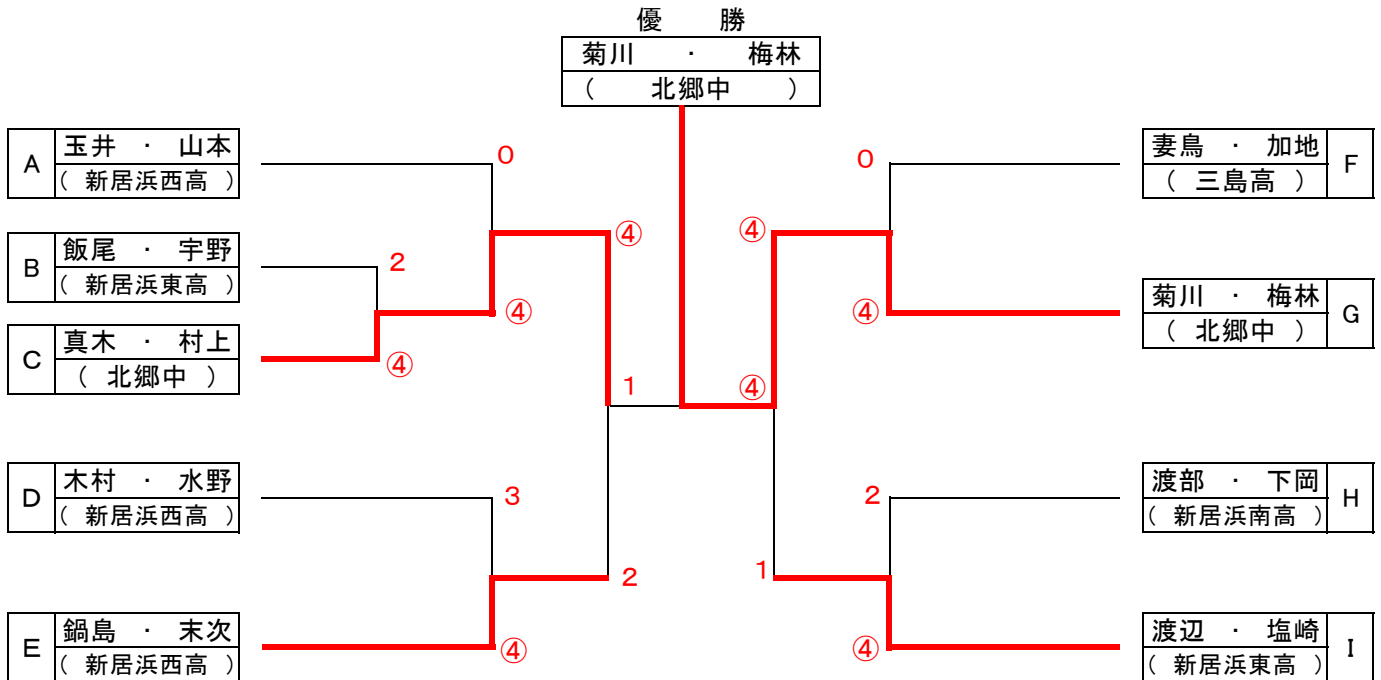 優　勝
菊川　・　梅林
（　北郷中　）
A
玉井　・　山本
（ 新居浜西高 ）
0
0
妻鳥　・　加地
（ 三島高 ）
F
④
④
B
飯尾　・　宇野
（ 新居浜東高 ）
2
④
④
菊川　・　梅林
（ 北郷中 ）
G
C
真木　・　村上
（ 北郷中 ）
④
1
④
D
木村　・　水野
（ 新居浜西高 ）
3
2
渡部　・　下岡
（ 新居浜南高 ）
H
2
1
E
鍋島　・　末次
（ 新居浜西高 ）
④
④
渡辺　・　塩崎
（ 新居浜東高 ）
I